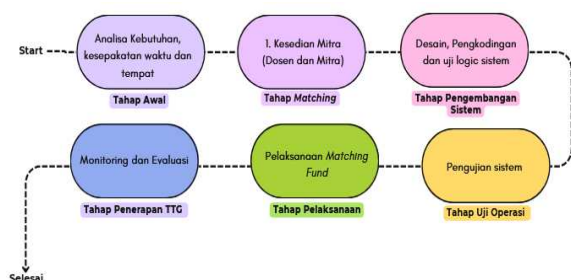 Start
Analisa Kebutuhan,
kesepakatan waktu dan
tempat
Tahap Awal
1. Kesedian Mitra
(Dosen dan Mitra)
Tahap Matching
Desain, Pengkodingan
dan uji logic sistem
Tahap Pengembangan
Sistem
Pengujian sistem
Tahap Uji Operasi
Pelaksanaan Matching
Fund
Tahap Pelaksanaan
Monitoring dan Evaluasi
Tahap Penerapan TTG
Selesai